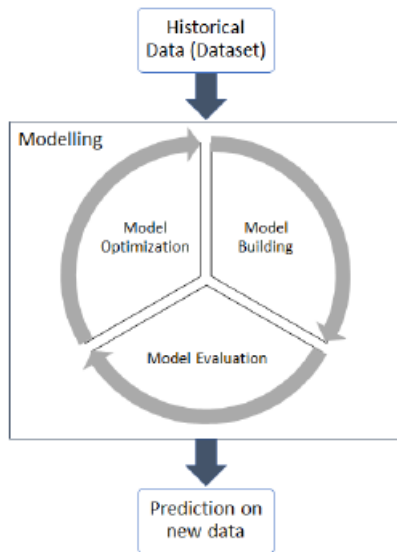 Historical
Data (Dataset)
Modelling
Model
Optimization
Model
Building
Model Evaluation
Prediction on
new data